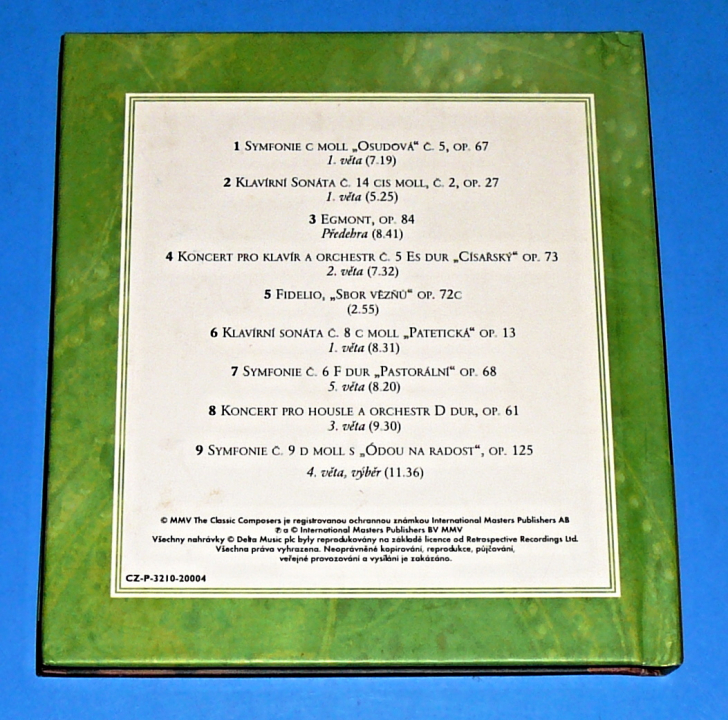 1 Symfonie c moll „Osudová“ č. 5, op. 67
1. věta (7.19)
2 Klavírní Sonáta č. 14 cis moll, č. 2, op. 27
1. věta (5.25)
3 Egmont, op. 84
Předehra (8.41)
4 Koncert pro klavír a orchestr č. 5 Es dur „Císařský“ op. 73
2. věta (7.32)
5 Fidelio, „Sbor vězňů“ op. 72c
(2.55)
6 Klavírní sonáta č. 8 c moll „Patetická“ op. 13
1. věta (8.31)
7 Symfonie č. 6 F dur „Pastorální“ op. 68
5. věta (8.20)
8 Koncert pro housle a orchestr D dur, op. 61
3. věta (9.30)
9 Symfonie č. 9 d moll s „Ódou na radost“, op. 125
4. věta, výběr (11.36)
© MMV The Classic Composers je registrovanou ochrannou známkou International Masters Publishers AB
℗ a © International Masters Publishers BV MMV
Všechny nahrávky © Delta Music plc byly reprodukovány na základě licence od Retrospective Recordings Ltd.
Všechna práva vyhrazena. Neoprávněné kopírování, reprodukce, půjčování,
veřejné provozování a vysílání je zakázáno.
CZ-P-3210-20004